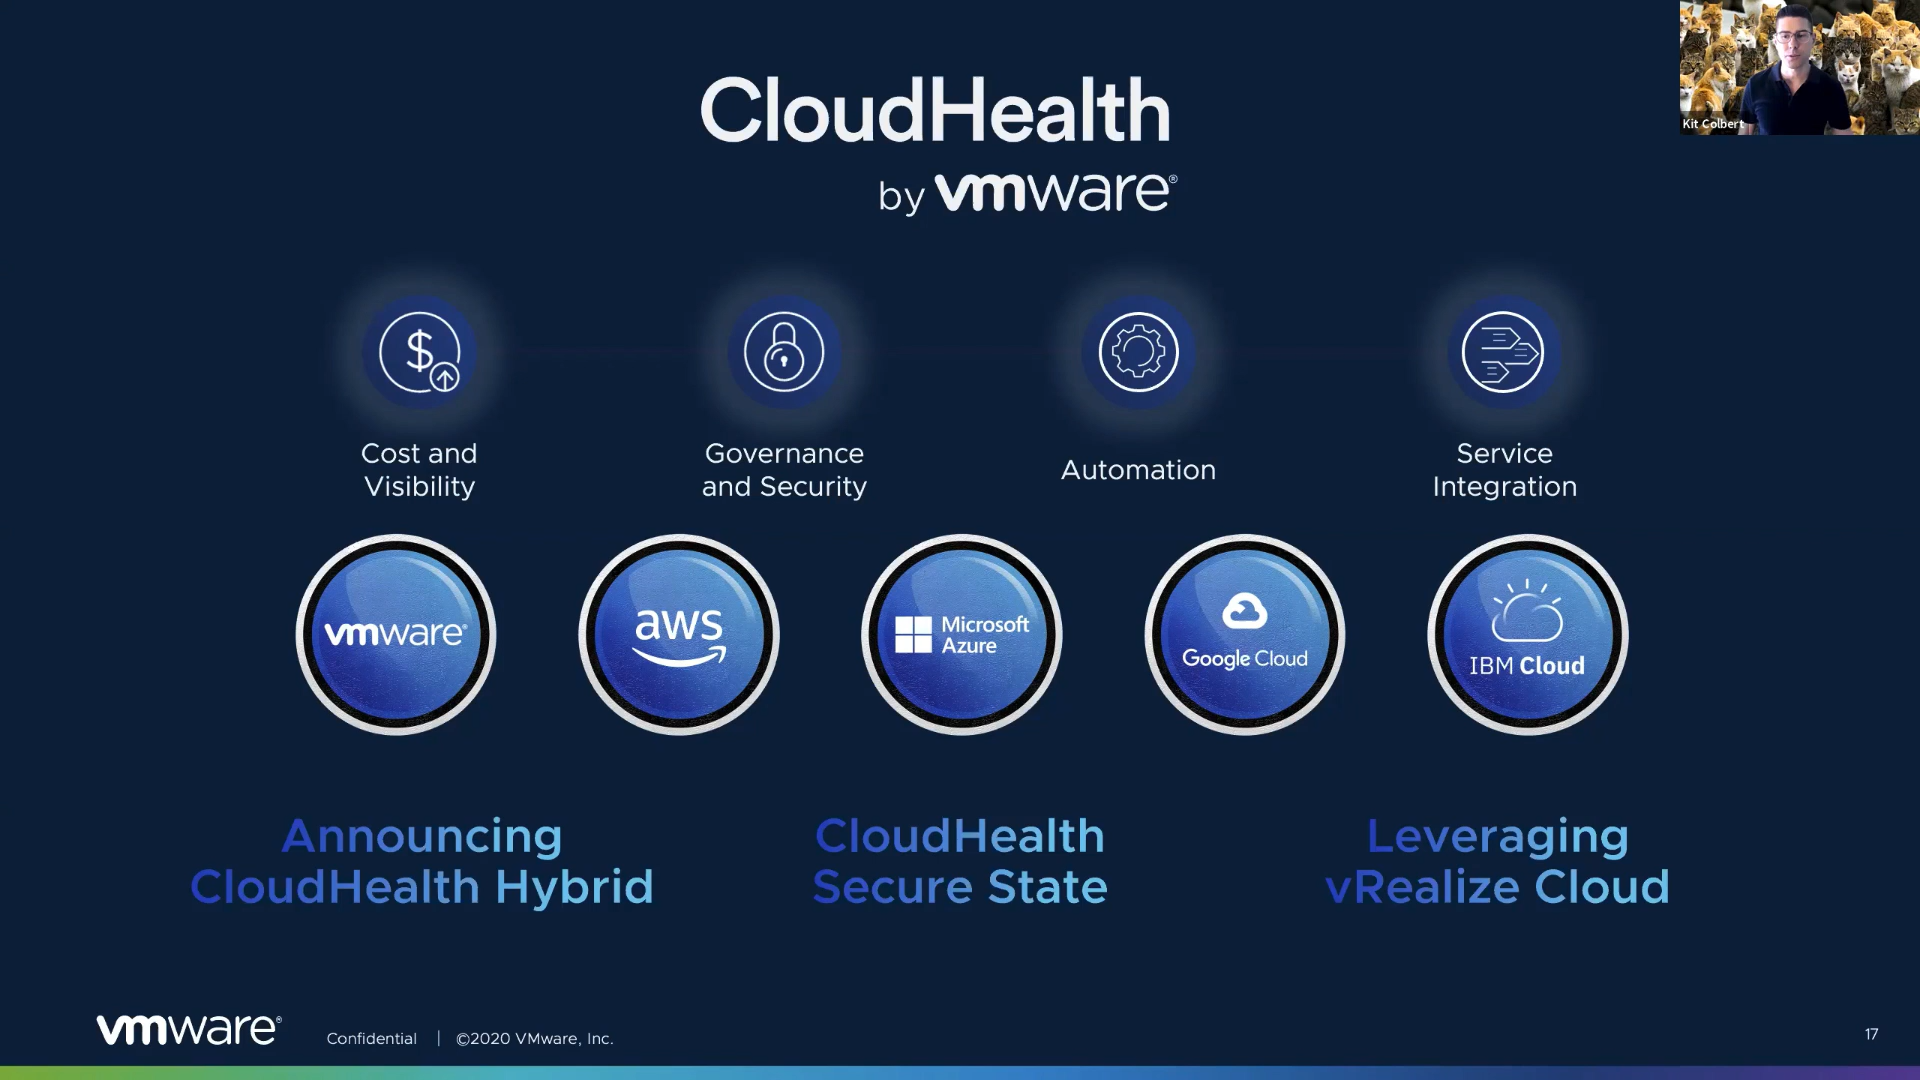 CloudHealth
by vmware®
Kit Colbert
Cost and
Visibility
Governance
and Security
Automation
Service
Integration
vmware®
aws
Microsoft
Azure
Google Cloud
IBM Cloud
Announcing
CloudHealth Hybrid
CloudHealth
Secure State
Leveraging
vRealize Cloud
vmware®
Confidential | ©2020 VMware, Inc.
17